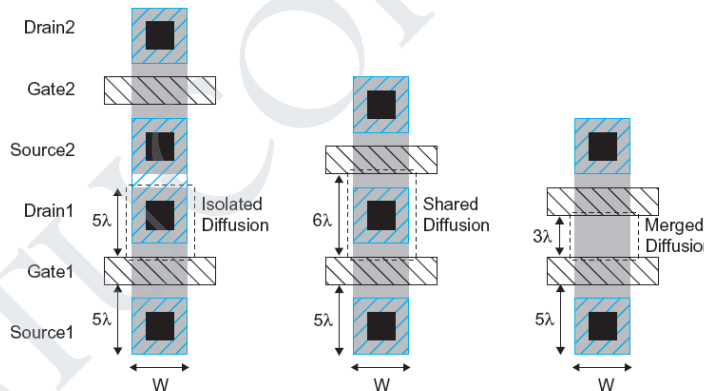 Drain2
Gate2
Source2
Drain1
Gate1
Source1
5λ
5λ
Isolated
Diffusion
W
6λ
5λ
Shared
Diffusion
W
3λ
5λ
Merged
Diffusion
W